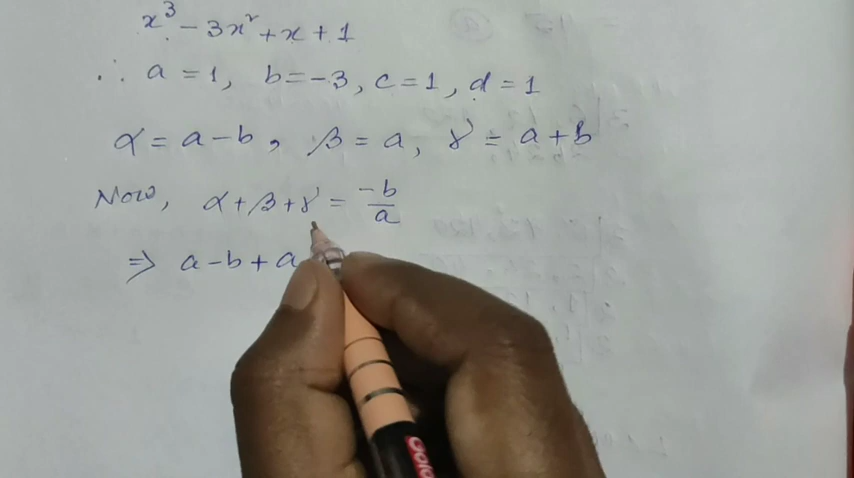 x³ - 3x² + x + 1
∴ a = 1, b = -3, c = 1, d = 1
α = a - b, β = a, γ = a + b
Now, α + β + γ = -b/a
⇒ a - b + a